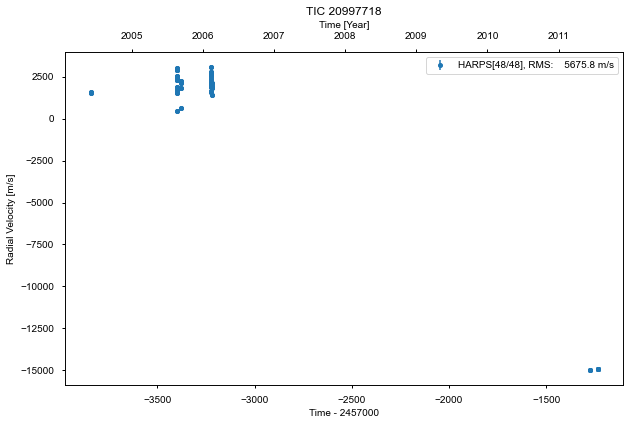 TIC 20997718
Time [Year]
2005 2006 2007 2008 2009 2010 2011
HARPS[48/48], RMS: 5675.8 m/s
Radial Velocity [m/s]
2500
0
−2500
−5000
−7500
−10000
−12500
−15000
−3500 −3000 −2500 −2000 −1500
Time - 2457000